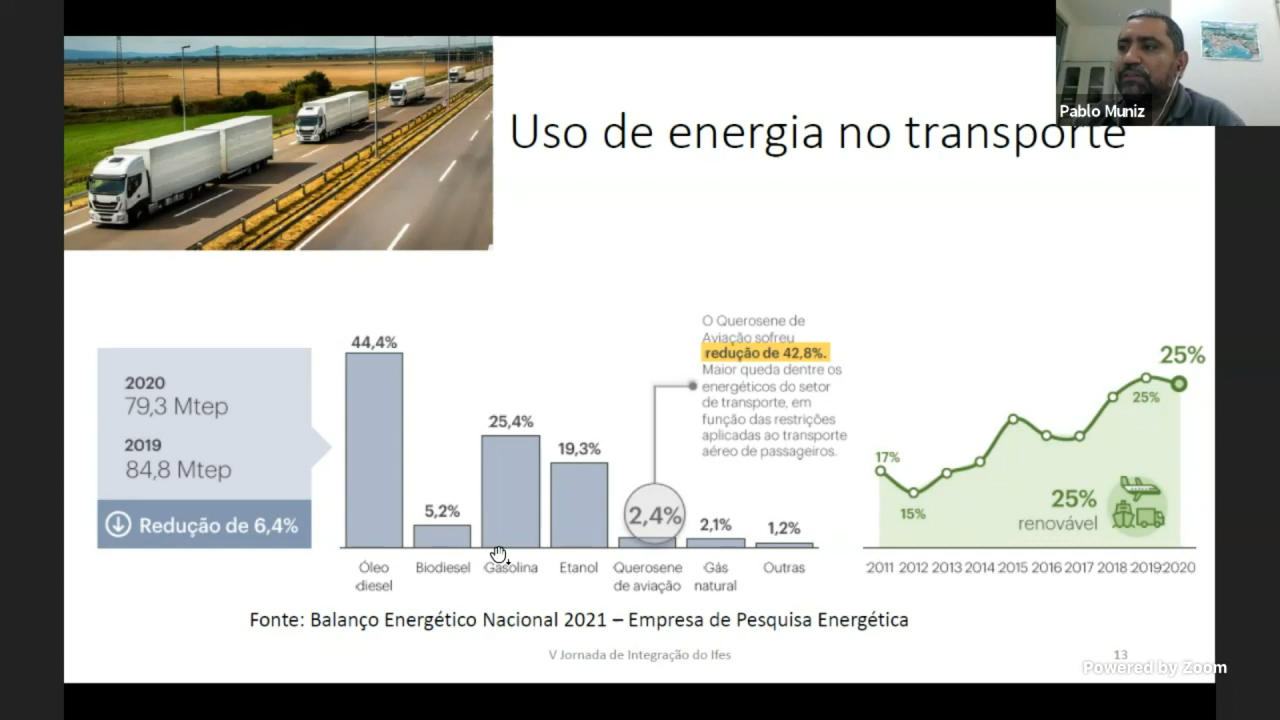 Pablo Muniz
Uso de energia no transporte
2020
79,3 Mtep
2019
84,8 Mtep
Redução de 6,4%
44,4%
5,2%
25,4%
19,3%
2,4%
2,1%
1,2%
Óleo diesel
Biodiesel
Gasolina
Etanol
Querosene de aviação
Gás natural
Outras
O Querosene de
Aviação sofreu
redução de 42,8%.
Maior queda dentre os
energéticos do setor
de transporte, em
função das restrições
aplicadas ao transporte
aéreo de passageiros.
17%
15%
25%
25%
25%
renovável
2011 2012 2013 2014 2015 2016 2017 2018 2019 2020
Fonte: Balanço Energético Nacional 2021 – Empresa de Pesquisa Energética
V Jornada de Integração do Ifes
13
Powered by Zoom